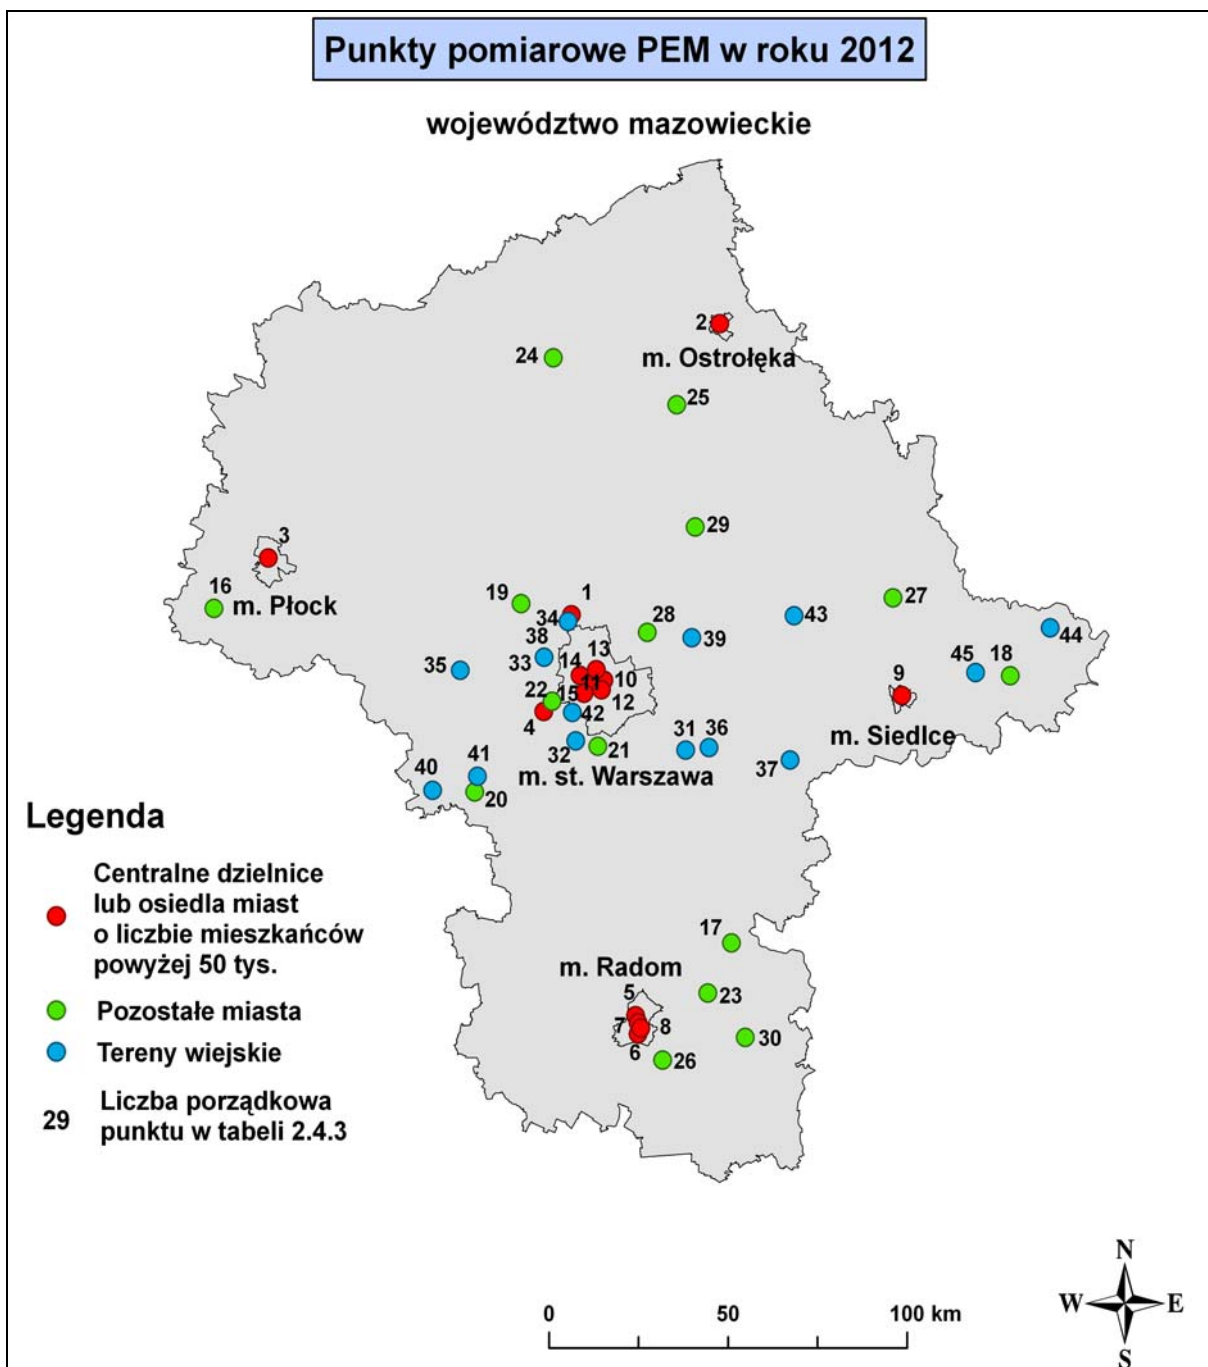 Punkty pomiarowe PEM w roku 2012
województwo mazowieckie
2
m. Ostrołęka
24
25
29
3
16
m. Płock
19
1
34
28
27
43
44
38
39
13
33
14
35
45
18
9
10
11
22
15
12
4
42
m. Siedlce
31
36
32
21
37
m. st. Warszawa
41
40
20
Legenda
Centralne dzielnice
lub osiedla miast
o liczbie mieszkańców
powyżej 50 tys.
Pozostałe miasta
Tereny wiejskie
29
Liczba porządkowa
punktu w tabeli 2.4.3
17
m. Radom
5
23
7
8
30
6
26
0
50
100 km
N
W
E
S